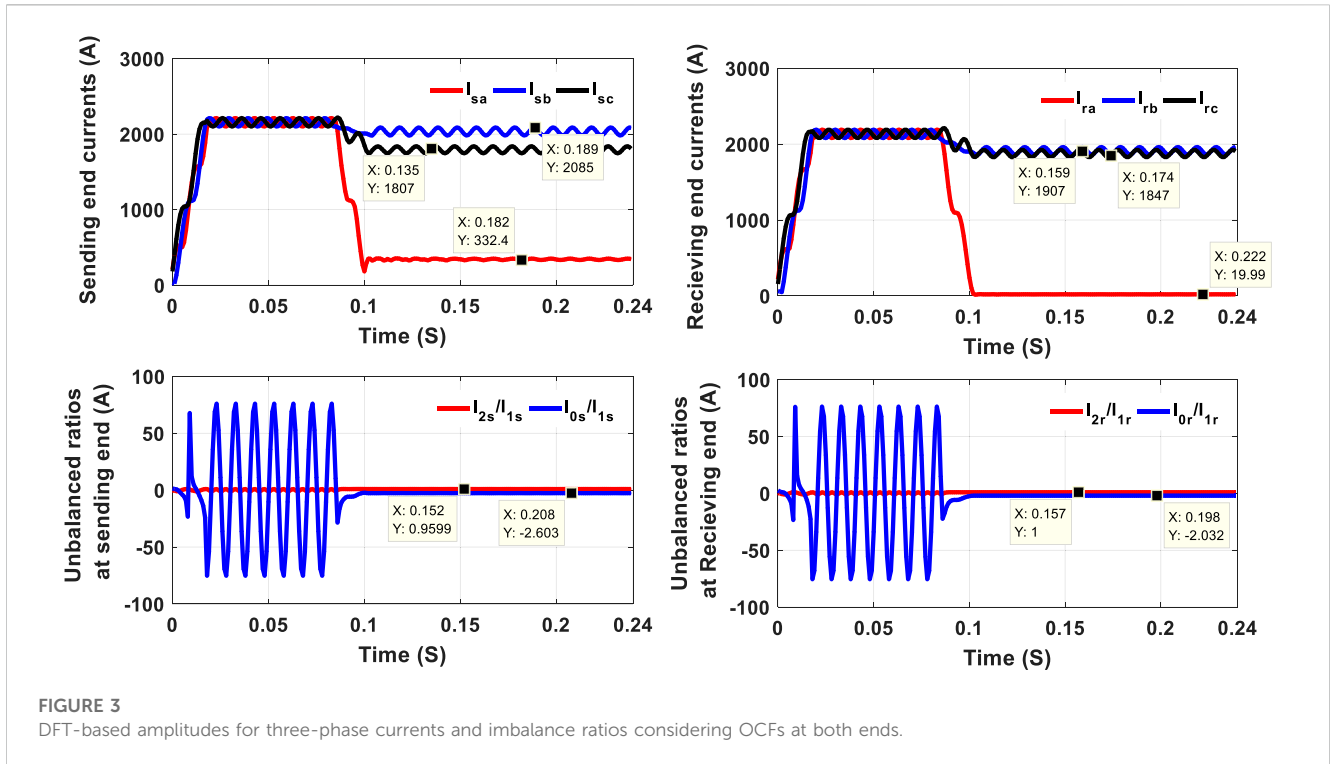 Sending end currents (A)
3000
2000
1000
0
I_sa I_sb I_sc
X: 0.135
Y: 1807
X: 0.189
Y: 2085
X: 0.182
Y: 332.4
0 0.05 0.1 0.15 0.2 0.24
Time (S)
Recieving end currents (A)
3000
2000
1000
0
I_ra I_rb I_rc
X: 0.159
Y: 1907
X: 0.174
Y: 1847
X: 0.222
Y: 19.99
0 0.05 0.1 0.15 0.2 0.24
Time (S)
Unbalanced ratios
at sending end (A)
100
50
0
-50
-100
I_2s/I_1s I_0s/I_1s
X: 0.152
Y: 0.9599
X: 0.208
Y: -2.603
0 0.05 0.1 0.15 0.2 0.24
Time (S)
Unbalanced ratios
at Recieving end (A)
100
50
0
-50
-100
I_2r/I_1r I_0r/I_1r
X: 0.157
Y: 1
X: 0.198
Y: -2.032
0 0.05 0.1 0.15 0.2 0.24
Time (S)
FIGURE 3
DFT-based amplitudes for three-phase currents and imbalance ratios considering OCFs at both ends.